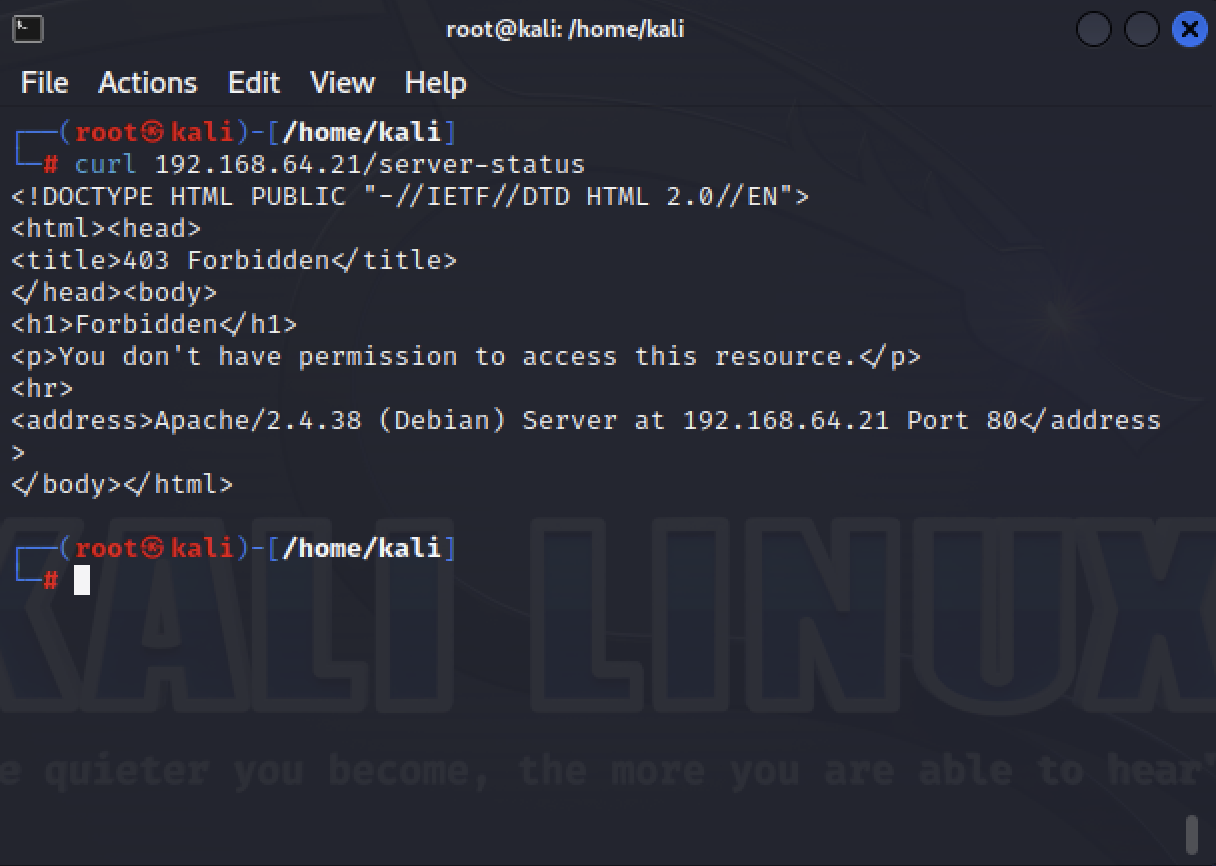 root@kali: /home/kali
File Actions Edit View Help
┌──(root㉿kali)-[/home/kali]
└─# curl 192.168.64.21/server-status
<!DOCTYPE HTML PUBLIC "-//IETF//DTD HTML 2.0//EN">
<html><head>
<title>403 Forbidden</title>
</head><body>
<h1>Forbidden</h1>
<p>You don't have permission to access this resource.</p>
<hr>
<address>Apache/2.4.38 (Debian) Server at 192.168.64.21 Port 80</address
>
</body></html>
┌──(root㉿kali)-[/home/kali]
└─#
KALI LINUX
quieter you become, the more you are able to hear"